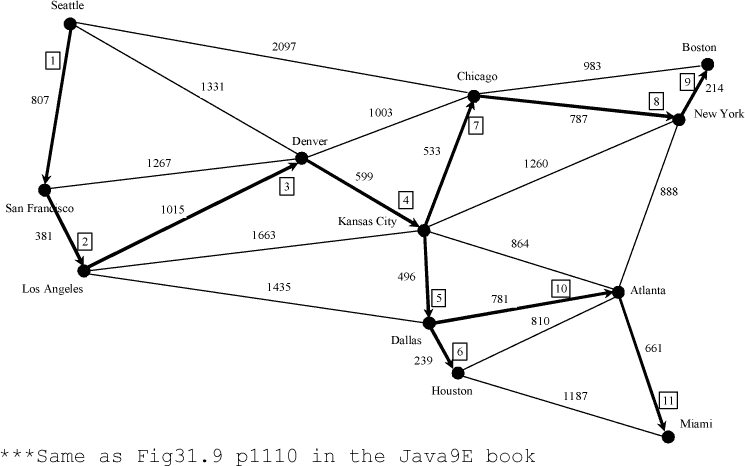 Seattle
Boston
2097
983
1
Chicago
9
214
1331
807
8
New York
1003
7
787
Denver
1267
533
599
1260
3
888
1015
4
San Francisco
Kansas City
381
2
1663
864
496
Los Angeles
1435
10
Atlanta
5
781
810
Dallas
6
661
239
Houston
1187
11
Miami
***Same as Fig31.9 p1110 in the Java9E book